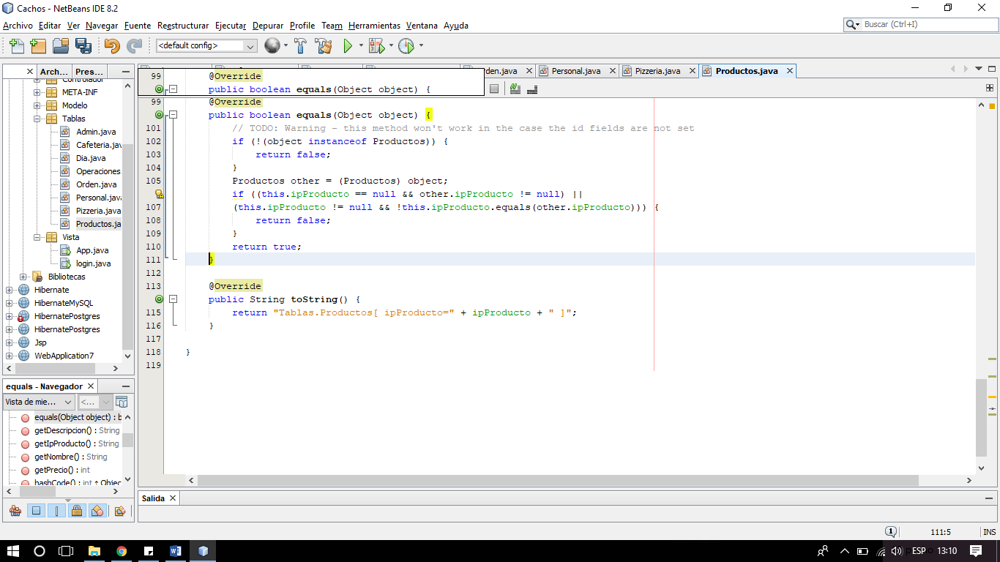 Cachos - NetBeans IDE 8.2
Archivo Editar Ver Navegar Fuente Reestructurar Ejecutar Depurar Profile Team Herramientas Ventana Ayuda
Buscar (Ctrl+I)
<default config>
Arch... Pres...
rden.java Personal.java Pizzeria.java Productos.java
META-INF
Modelo
Tablas
Admin.java
Cafeteria.jav
Dia.java
Operaciones.
Orden.java
Personal.java
Pizzeria.java
Productos.ja
Vista
App.java
login.java
Bibliotecas
Hibernate
HibernateMySQL
HibernatePostgres
HibernatePostgres
Jsp
WebApplication7
equals - Navegador
Vista de mie... <...
equals(Object object) : b
getDescripcion() : String
getIpProducto() : String
getNombre() : String
getPrecio() : int
hashCode() : int ↑ Objec
99 @Override
public boolean equals(Object object) {
99 @Override
public boolean equals(Object object) {
101 // TODO: Warning - this method won't work in the case the id fields are not set
102 if (!(object instanceof Productos)) {
103 return false;
104 }
105 Productos other = (Productos) object;
if ((this.ipProducto == null && other.ipProducto != null) ||
107 (this.ipProducto != null && !this.ipProducto.equals(other.ipProducto))) {
108 return false;
109 }
110 return true;
111 }
112
113 @Override
public String toString() {
115 return "Tablas.Productos[ ipProducto=" + ipProducto + " ]";
116 }
117
118 }
119
Salida
1 111:5 INS
ESP 13:10